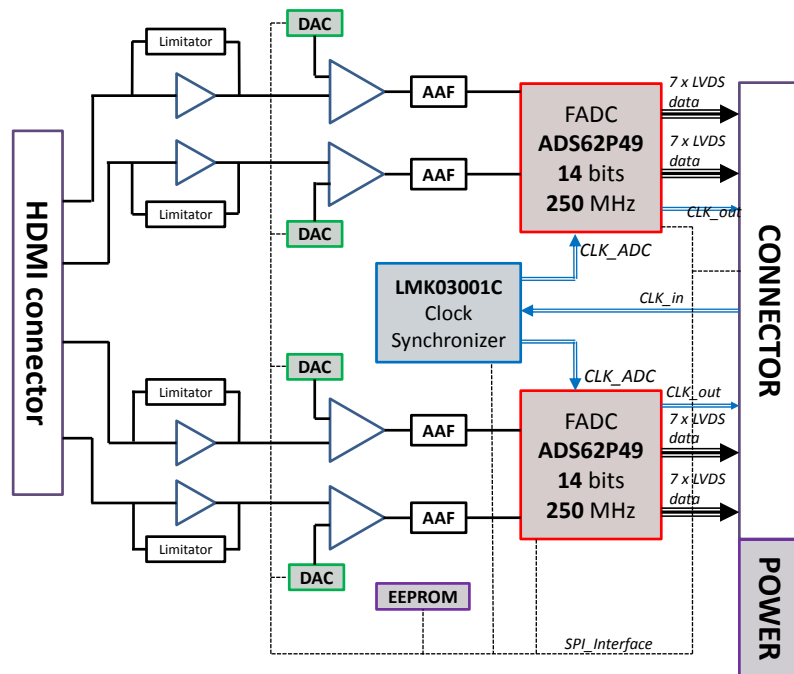 Limitator
DAC
AAF
7 x LVDS
data
FADC
ADS62P49
14 bits
250 MHz
Limitator
DAC
AAF
7 x LVDS
data
CLK_out
HDMI connector
CONNECTOR
CLK_ADC
LMK03001C
Clock
Synchronizer
CLK_in
CLK_ADC
DAC
Limitator
AAF
CLK_out
7 x LVDS
data
FADC
ADS62P49
14 bits
250 MHz
7 x LVDS
data
AAF
Limitator
DAC
EEPROM
SPI_Interface
POWER